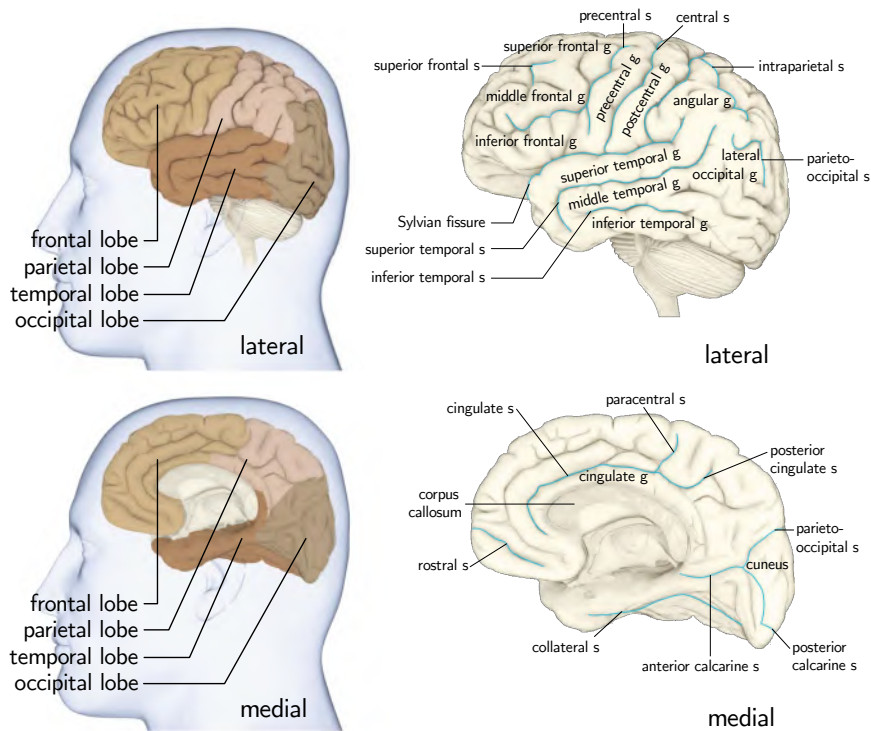 frontal lobe
parietal lobe
temporal lobe
occipital lobe
lateral
precentral s
central s
superior frontal g
superior frontal s
intraparietal s
middle frontal g
precentral g
postcentral g
angular g
inferior frontal g
superior temporal g
lateral
occipital g
parieto-
occipital s
middle temporal g
Sylvian fissure
inferior temporal g
superior temporal s
inferior temporal s
lateral
frontal lobe
parietal lobe
temporal lobe
occipital lobe
medial
paracentral s
cingulate s
posterior
cingulate s
cingulate g
corpus
callosum
parieto-
occipital s
rostral s
cuneus
collateral s
anterior calcarine s
posterior
calcarine s
medial